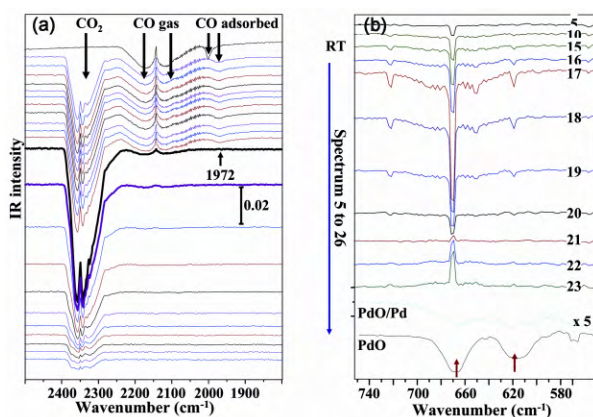 (a)
CO₂
CO gas
CO adsorbed
1972
0.02
IR intensity
2400 2300 2200 2100 2000 1900
Wavenumber (cm⁻¹)
(b)
RT
Spectrum 5 to 26
5
10
15
16
17
18
19
20
21
22
23
PdO/Pd
x 5
PdO
740 660 620 580 540
Wavenumber (cm⁻¹)